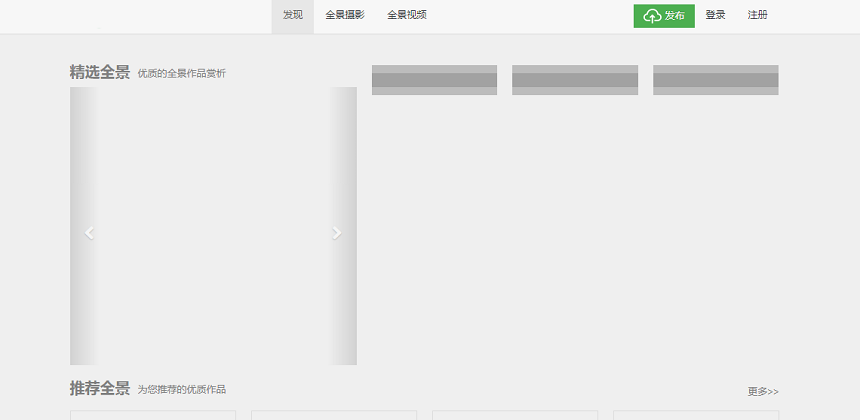 发现 全景摄影 全景视频 发布 登录 注册
精选全景 优质的全景作品赏析
推荐全景 为您推荐的优质作品 更多>>